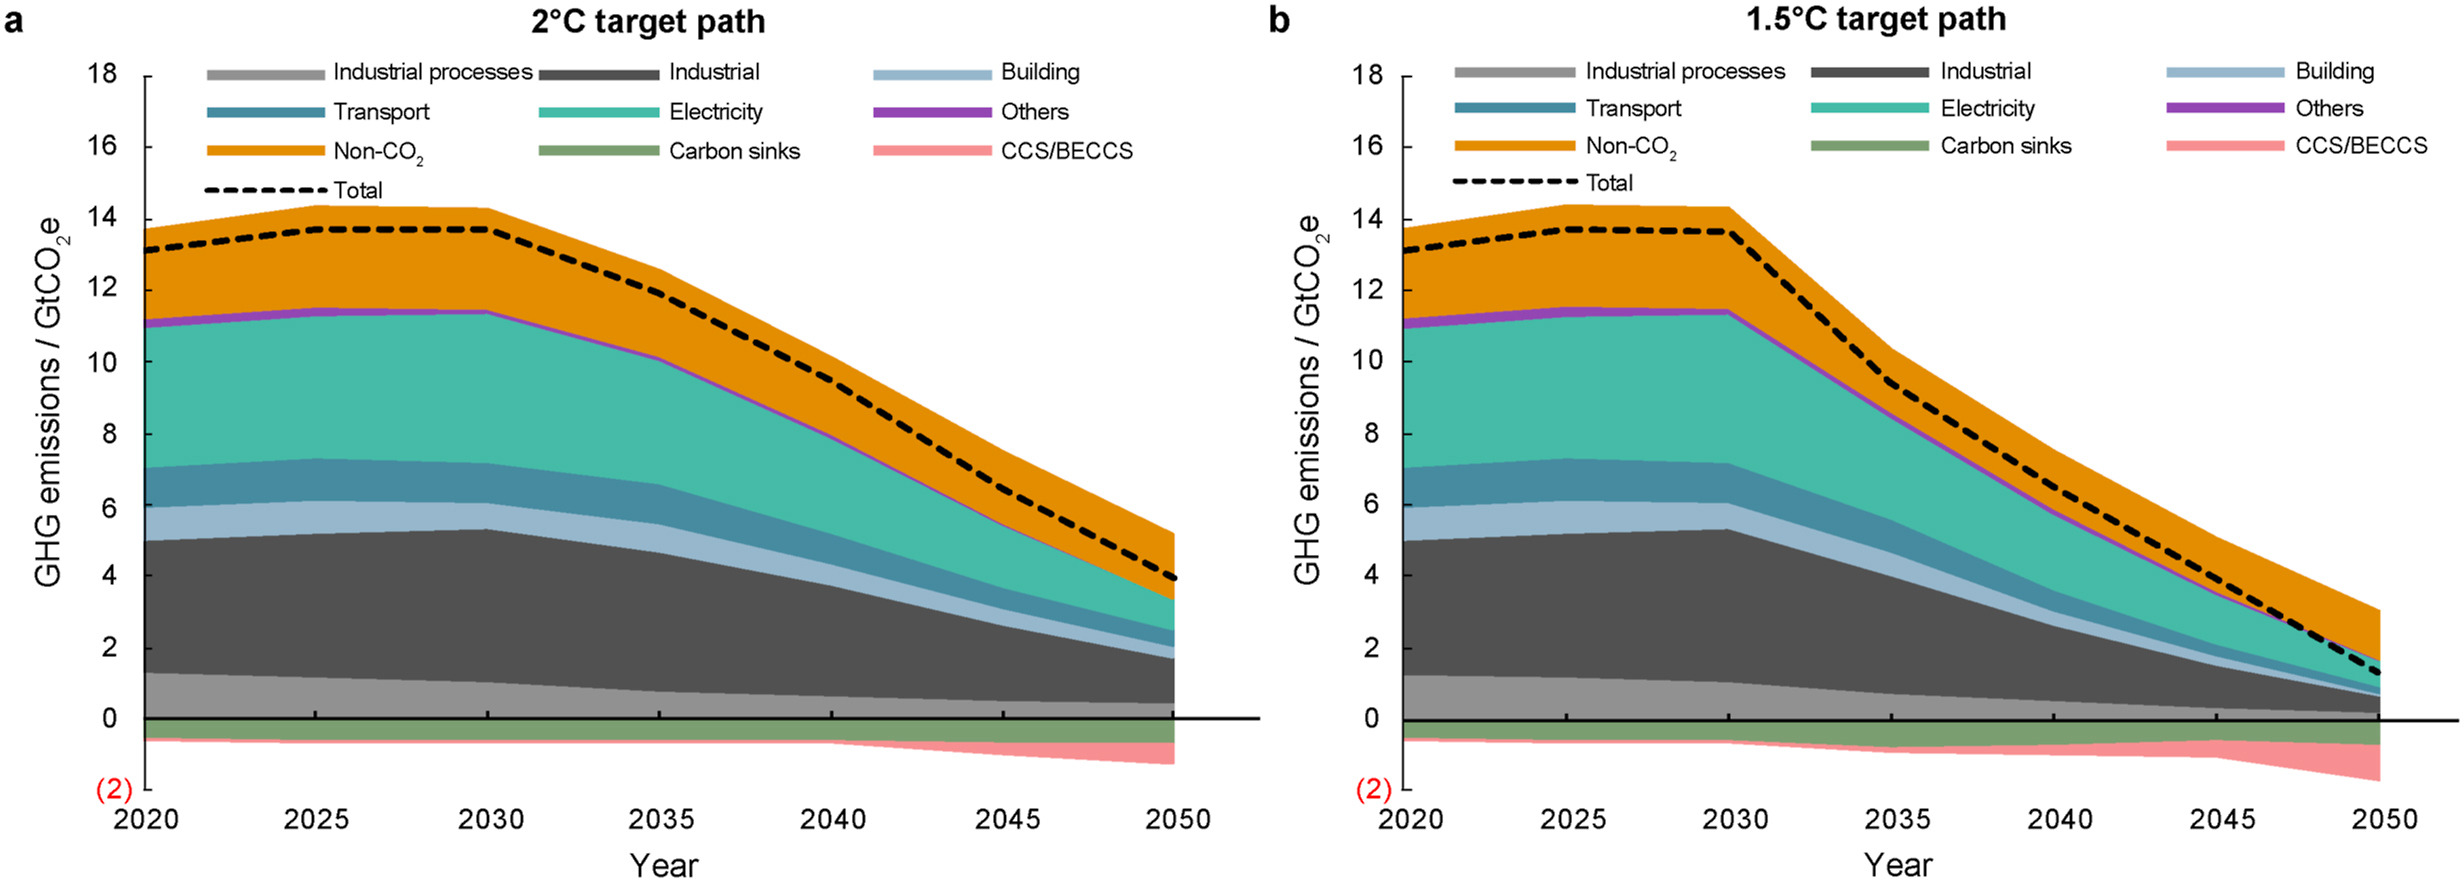 a
2°C target path
18
Industrial processes Industrial Building
Transport Electricity Others
16
Non-CO₂ Carbon sinks CCS/BECCS
Total
14
12
10
8
6
4
2
0
(2)
GHG emissions / GtCO₂e
2020 2025 2030 2035 2040 2045 2050
Year
b
1.5°C target path
18
Industrial processes Industrial Building
Transport Electricity Others
16
Non-CO₂ Carbon sinks CCS/BECCS
Total
14
12
10
8
6
4
2
0
(2)
GHG emissions / GtCO₂e
2020 2025 2030 2035 2040 2045 2050
Year